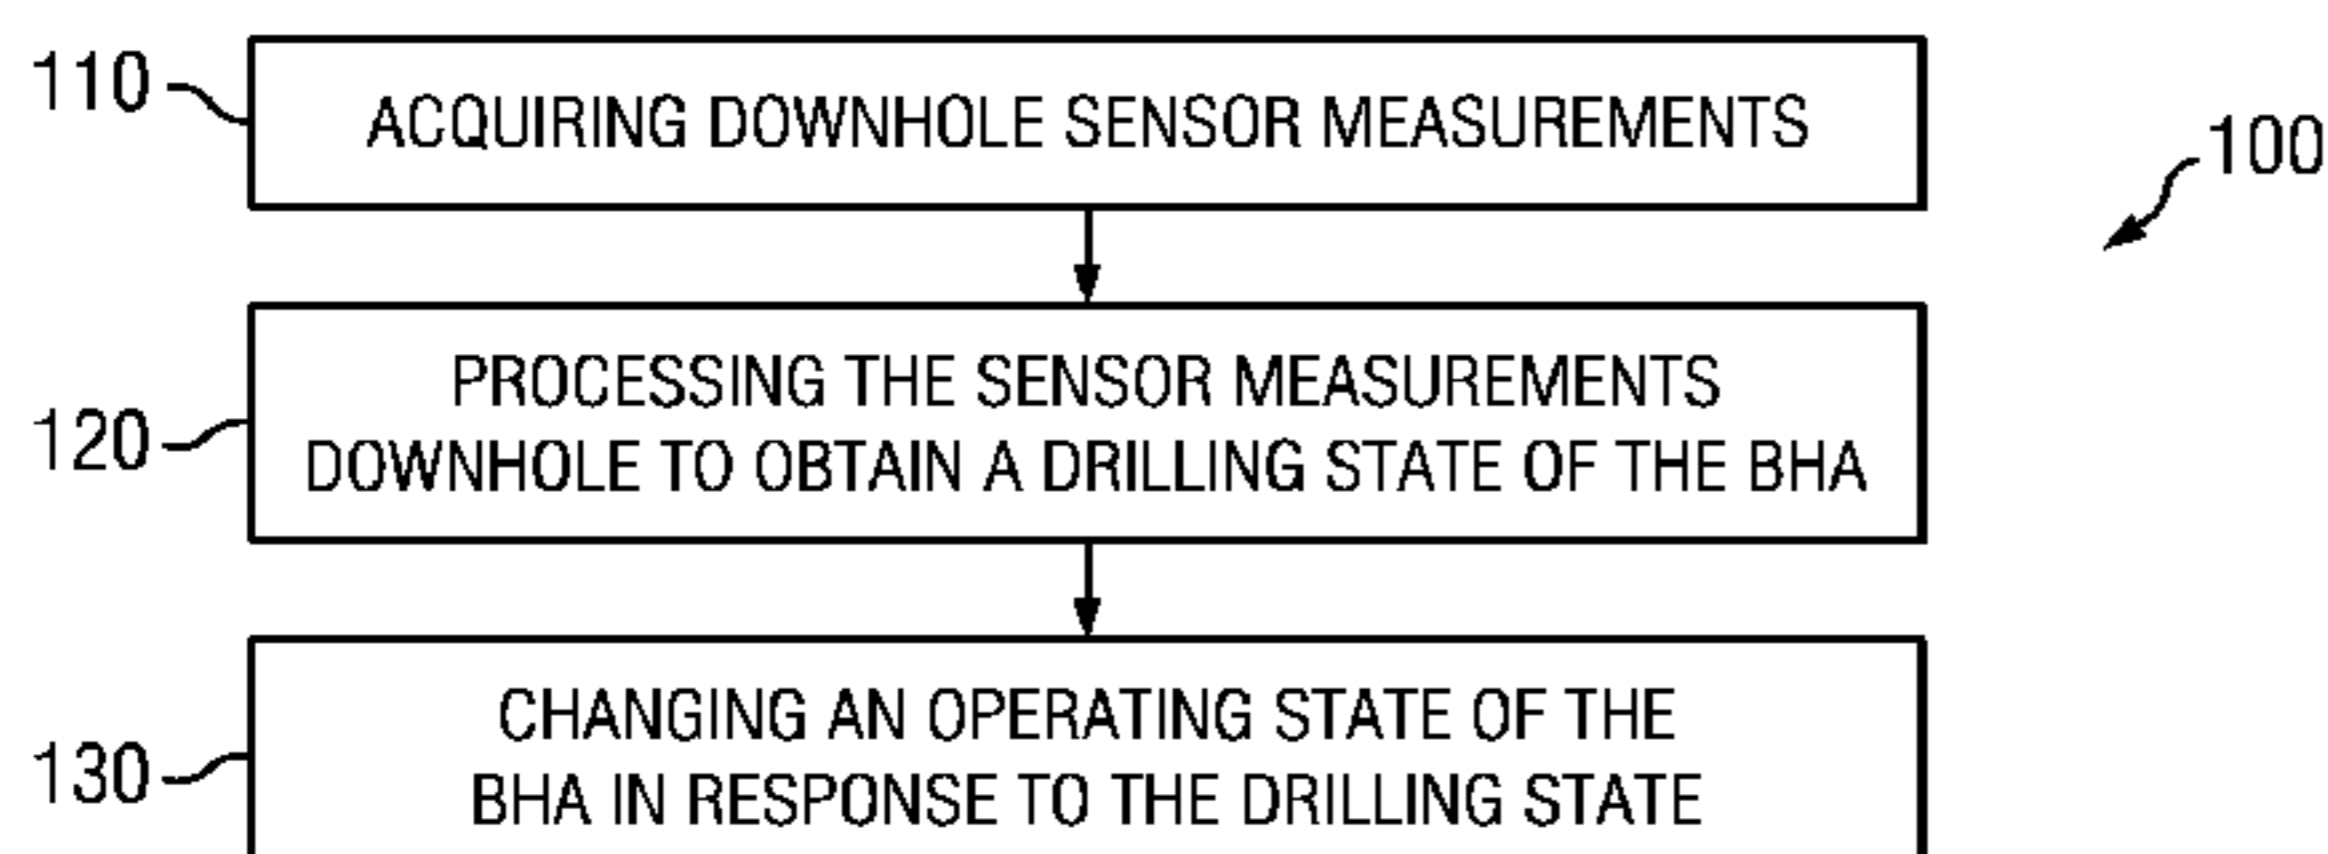 110
ACQUIRING DOWNHOLE SENSOR MEASUREMENTS
100
PROCESSING THE SENSOR MEASUREMENTS
120
DOWNHOLE TO OBTAIN A DRILLING STATE OF THE BHA
CHANGING AN OPERATING STATE OF THE
130
BHA IN RESPONSE TO THE DRILLING STATE